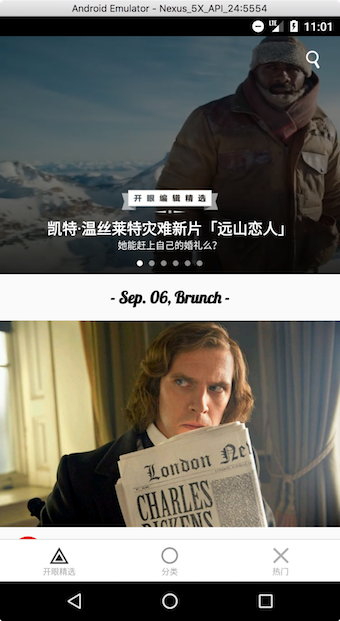 Android Emulator - Nexus_5X_API_24:5554
LTE 11:01
开眼编辑精选
凯特·温丝莱特灾难新片「远山恋人」
她能赶上自己的婚礼么？
- Sep. 06, Brunch -
London Ne
CHARLES
DICKENS
开眼精选
分类
热门